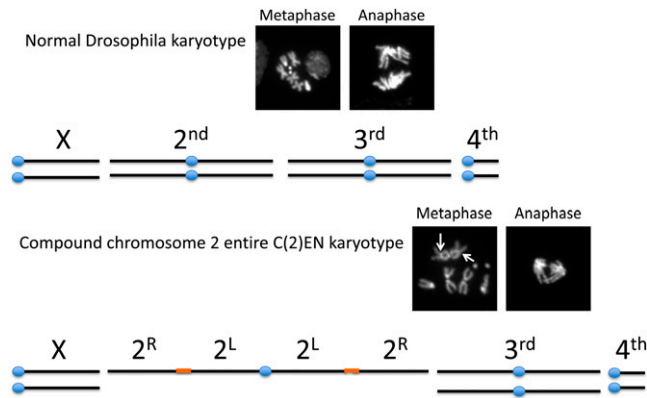 Metaphase Anaphase
Normal Drosophila karyotype
X 2nd 3rd 4th
Metaphase Anaphase
Compound chromosome 2 entire C(2)EN karyotype
X 2R 2L 2L 2R 3rd 4th